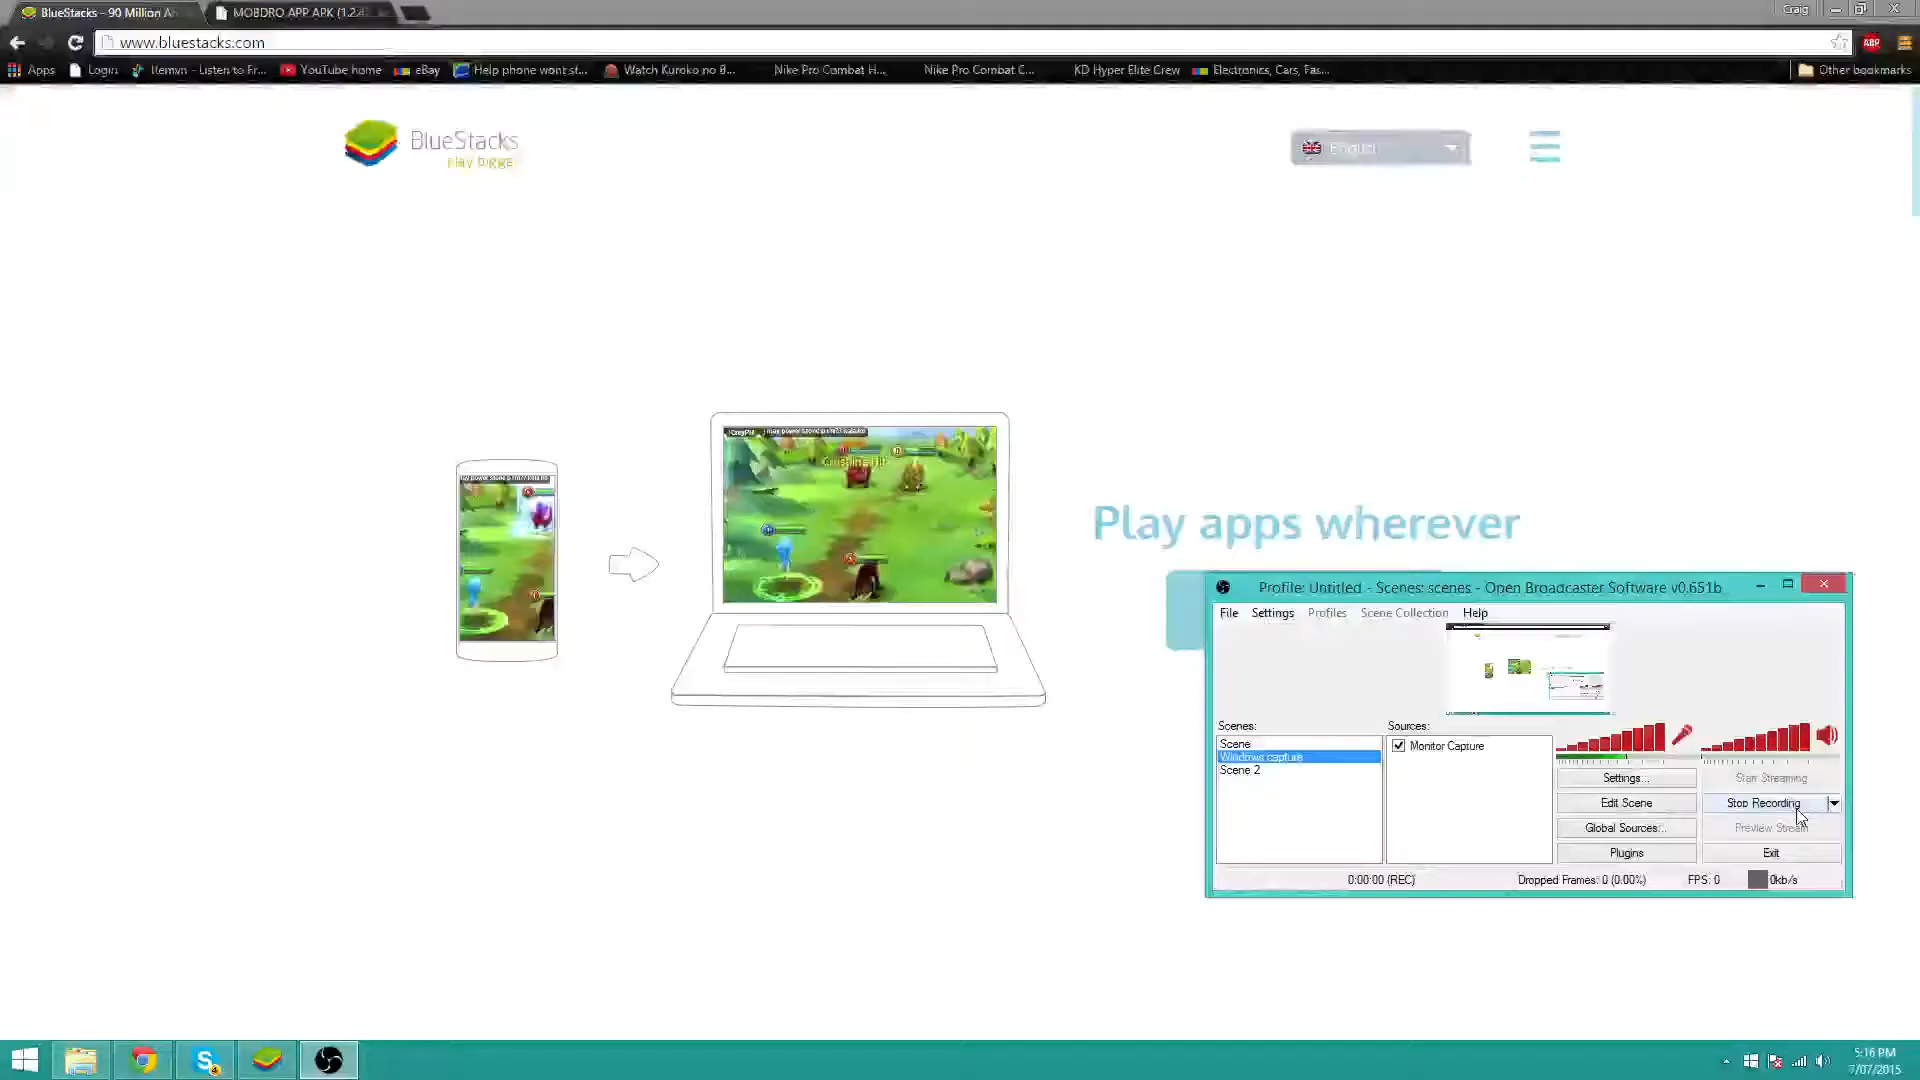 BlueStacks - 90 Million A
MOBDRO APP APK (1.2.4
Craig
www.bluestacks.com
ABP
Apps
Login
YouTube home
eBay
Help phone wont st...
Watch Kuroko no B...
Nike Pro Combat H...
Nike Pro Combat C...
KD Hyper Elite Crew
Electronics, Cars, Fas...
Other bookmarks
BlueStacks
play bigger
English
Play apps wherever
Profile: Untitled - Scenes: scenes - Open Broadcaster Software v0.651b
File Settings Profiles Scene Collection Help
Scenes:
Sources:
Scene
Windows capture
Scene 2
Monitor Capture
Settings...
Start Streaming
Edit Scene
Stop Recording
Global Sources...
Preview Stream
Plugins
Exit
0:00:00 (REC)
Dropped Frames: 0 (0.00%)
FPS: 0
0kb/s
5:16 PM
7/07/2015